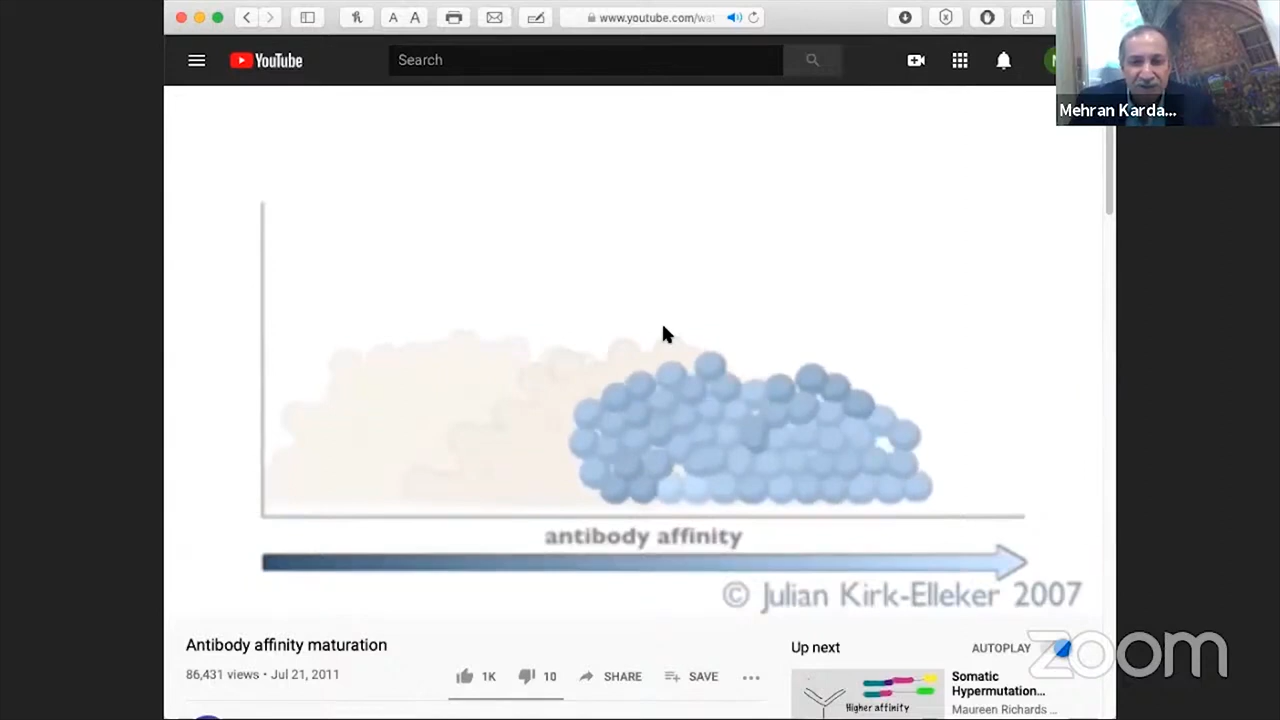 A A
www.youtube.com/wat
YouTube
Search
Mehran Karda...
antibody affinity
© Julian Kirk-Elleker 2007
Antibody affinity maturation
86,431 views • Jul 21, 2011
1K
10
SHARE
SAVE
Up next
AUTOPLAY
zoom
Higher affinity
Somatic
Hypermutation...
Maureen Richards ...